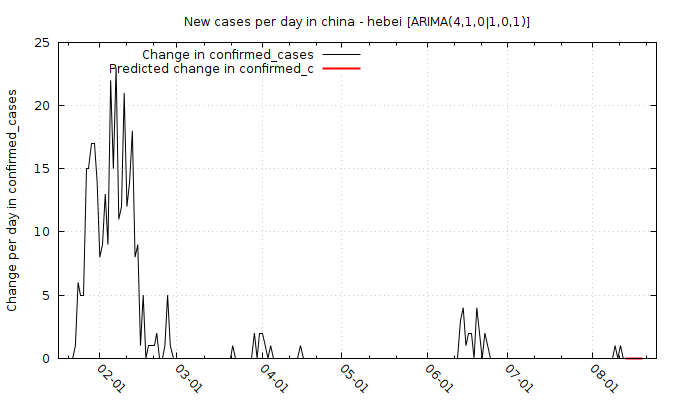 New cases per day in china - hebei [ARIMA(4,1,0|1,0,1)]
Change in confirmed_cases
Predicted change in confirmed_c
Change per day in confirmed_cases
25
20
15
10
5
0
02-01 03-01 04-01 05-01 06-01 07-01 08-01